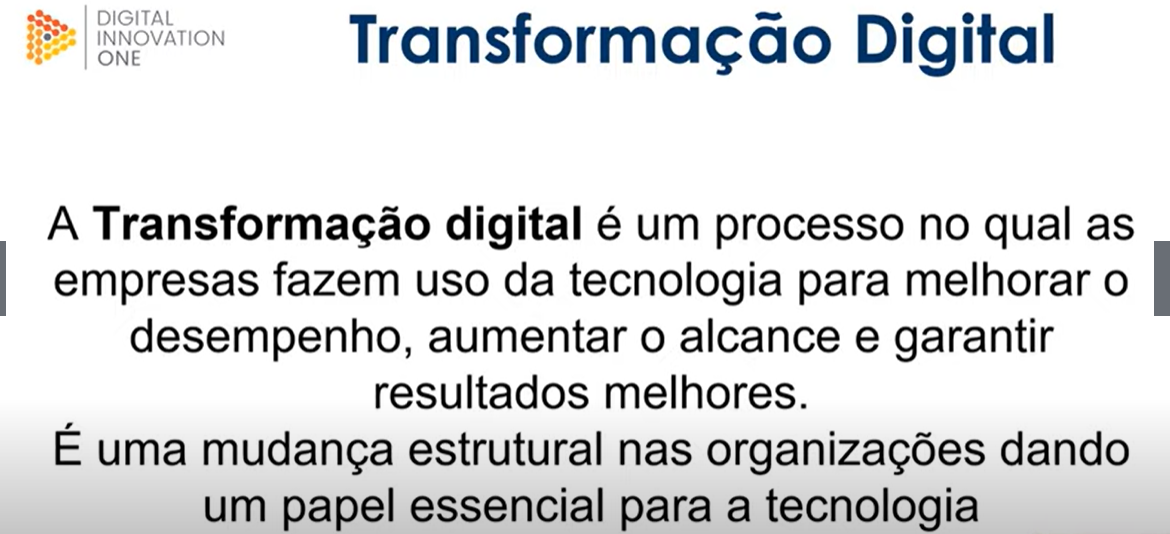 DIGITAL
INNOVATION
ONE
Transformação Digital
A Transformação digital é um processo no qual as
empresas fazem uso da tecnologia para melhorar o
desempenho, aumentar o alcance e garantir
resultados melhores.
É uma mudança estrutural nas organizações dando
um papel essencial para a tecnologia